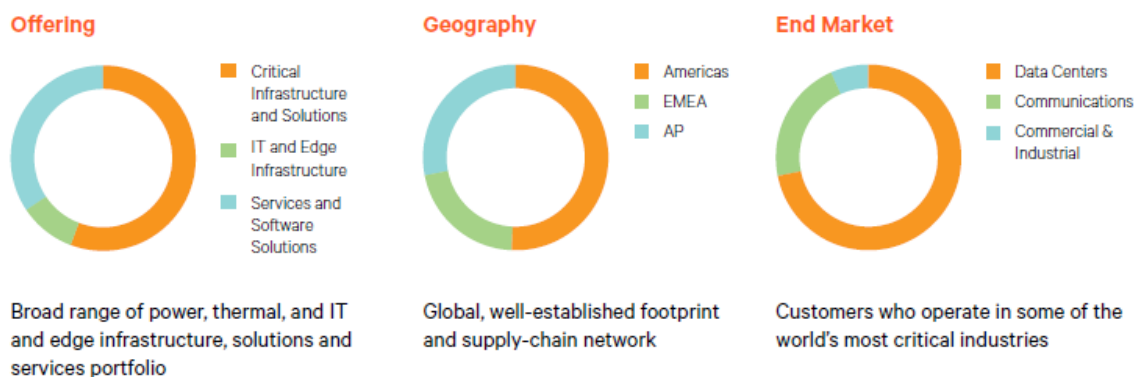 Offering
Critical
Infrastructure
and Solutions
IT and Edge
Infrastructure
Services and
Software
Solutions
Broad range of power, thermal, and IT
and edge infrastructure, solutions and
services portfolio
Geography
Americas
EMEA
AP
Global, well-established footprint
and supply-chain network
End Market
Data Centers
Communications
Commercial &
Industrial
Customers who operate in some of the
world's most critical industries